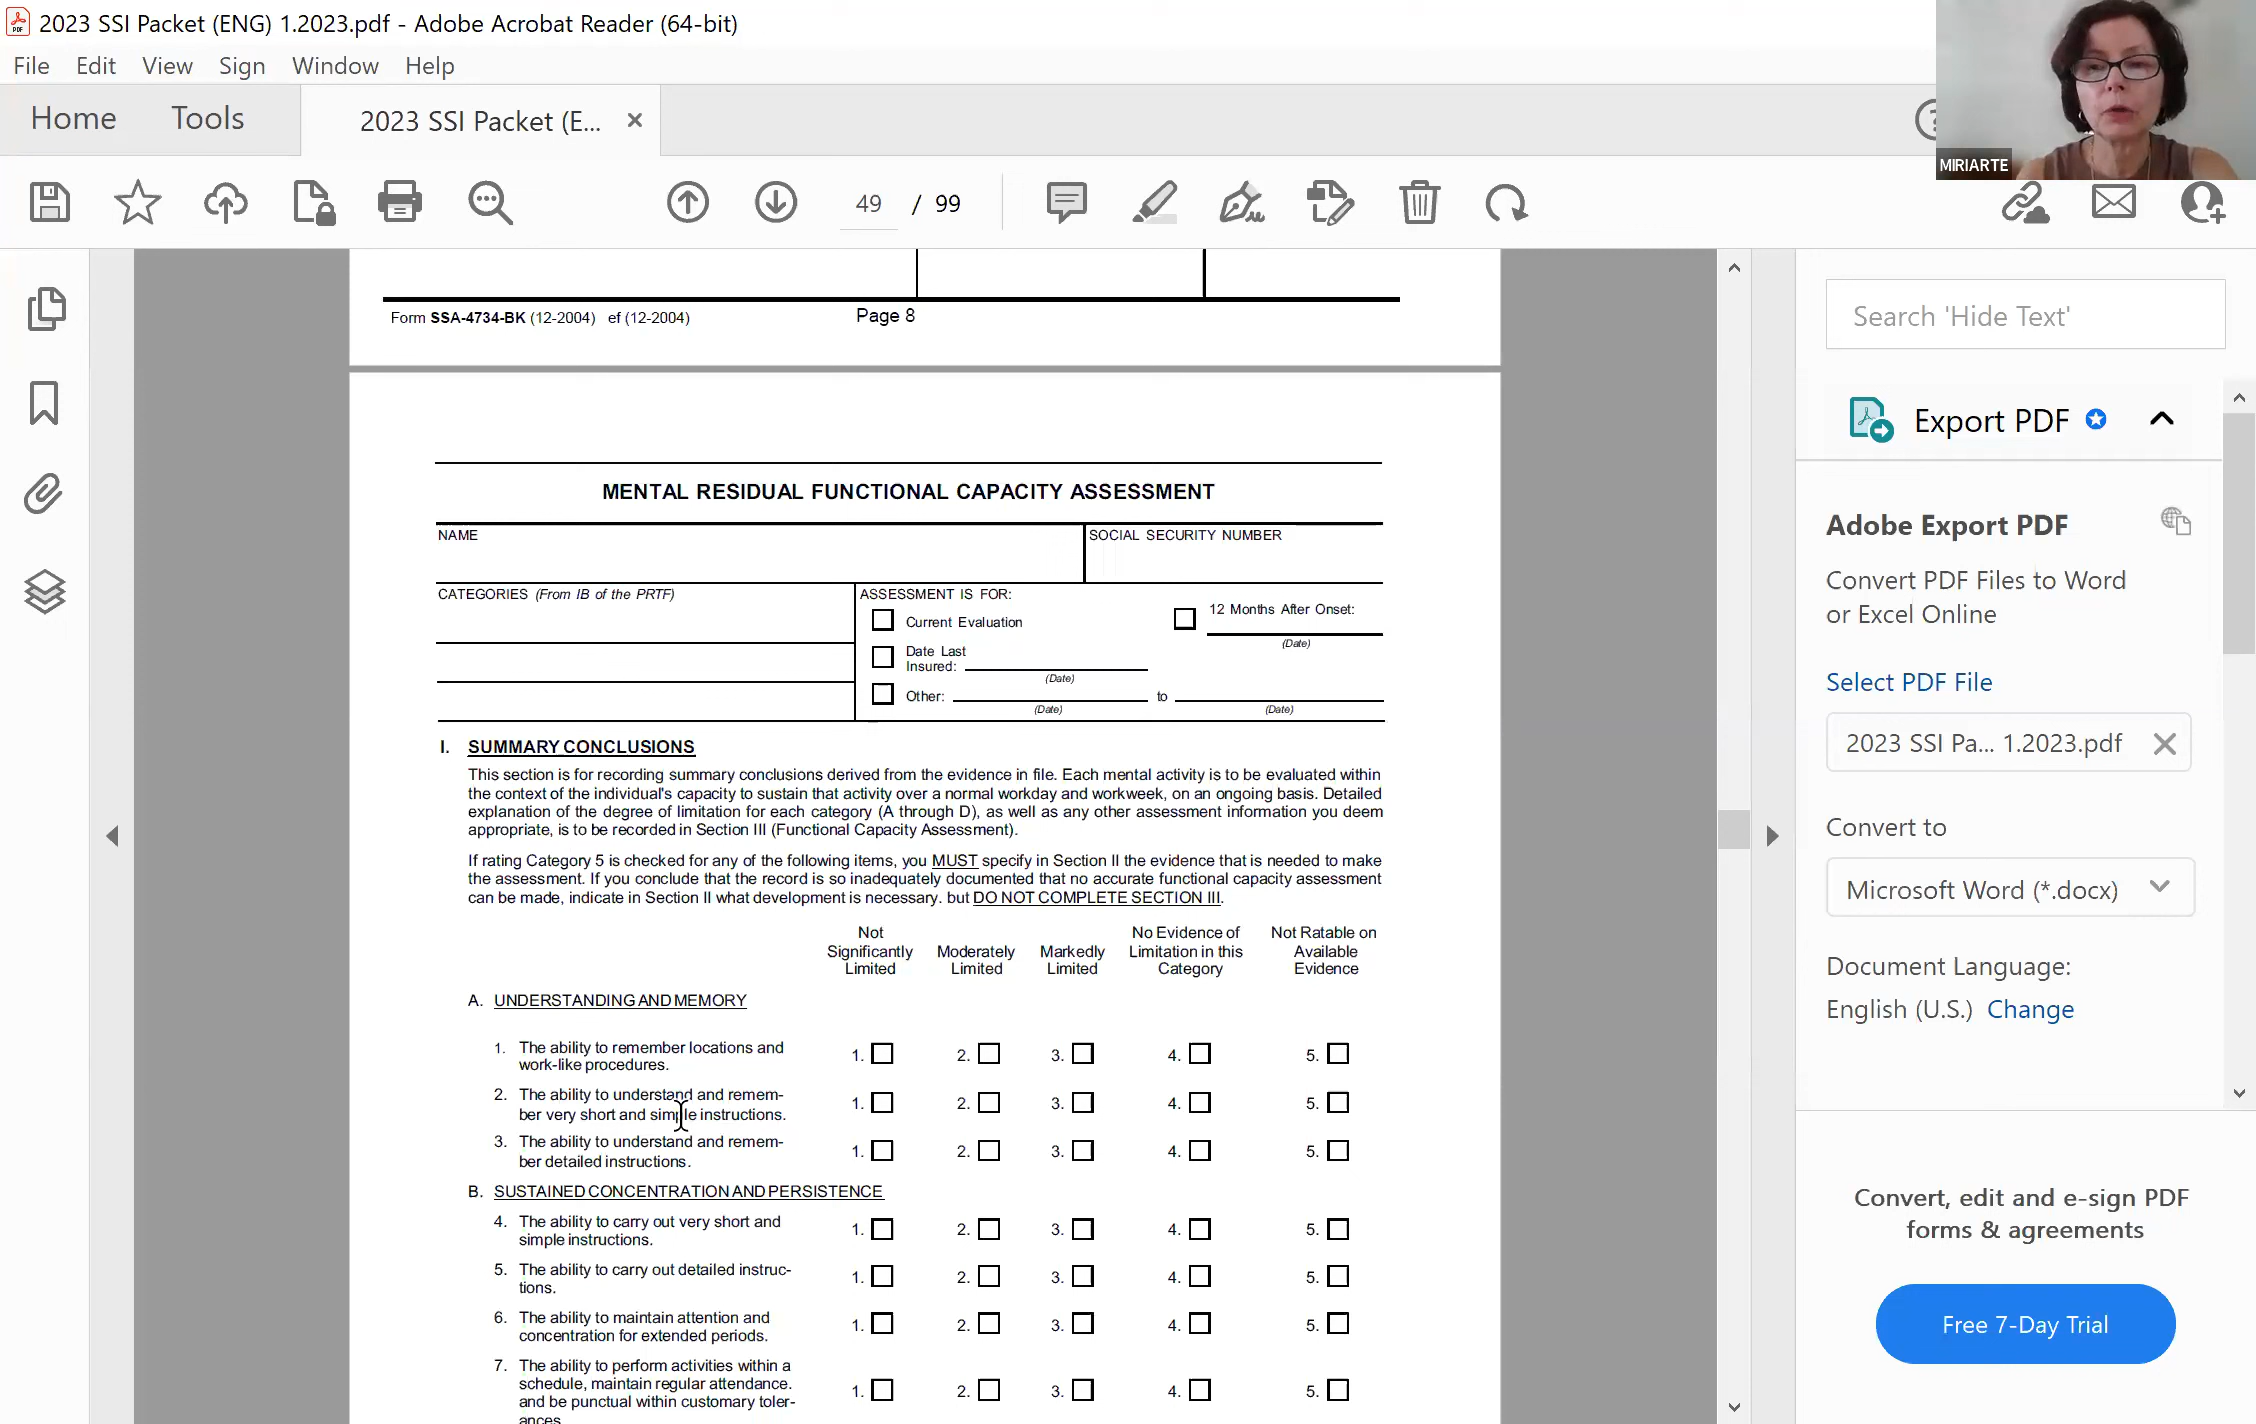 2023 SSI Packet (ENG) 1.2023.pdf - Adobe Acrobat Reader (64-bit)
File Edit View Sign Window Help
Home Tools 2023 SSI Packet (E... ×
MIRIARTE
49 / 99
Form SSA-4734-BK (12-2004) ef (12-2004) Page 8
MENTAL RESIDUAL FUNCTIONAL CAPACITY ASSESSMENT
NAME SOCIAL SECURITY NUMBER
CATEGORIES (From IB of the PRTF) ASSESSMENT IS FOR:
Current Evaluation 12 Months After Onset:
(Date)
Date Last
Insured:
(Date)
Other: to
(Date) (Date)
I. SUMMARY CONCLUSIONS
This section is for recording summary conclusions derived from the evidence in file. Each mental activity is to be evaluated within
the context of the individual's capacity to sustain that activity over a normal workday and workweek, on an ongoing basis. Detailed
explanation of the degree of limitation for each category (A through D), as well as any other assessment information you deem
appropriate, is to be recorded in Section III (Functional Capacity Assessment).
If rating Category 5 is checked for any of the following items, you MUST specify in Section II the evidence that is needed to make
the assessment. If you conclude that the record is so inadequately documented that no accurate functional capacity assessment
can be made, indicate in Section II what development is necessary. but DO NOT COMPLETE SECTION III.
Not No Evidence of Not Ratable on
Significantly Moderately Markedly Limitation in this Available
Limited Limited Limited Category Evidence
A. UNDERSTANDING AND MEMORY
1. The ability to remember locations and
work-like procedures. 1. 2. 3. 4. 5.
2. The ability to understand and remem-
ber very short and simple instructions. 1. 2. 3. 4. 5.
3. The ability to understand and remem-
ber detailed instructions. 1. 2. 3. 4. 5.
B. SUSTAINED CONCENTRATION AND PERSISTENCE
4. The ability to carry out very short and
simple instructions. 1. 2. 3. 4. 5.
5. The ability to carry out detailed instruc-
tions. 1. 2. 3. 4. 5.
6. The ability to maintain attention and
concentration for extended periods. 1. 2. 3. 4. 5.
7. The ability to perform activities within a
schedule, maintain regular attendance. 1. 2. 3. 4. 5.
and be punctual within customary toler-
ances
Search 'Hide Text'
Export PDF
Adobe Export PDF
Convert PDF Files to Word
or Excel Online
Select PDF File
2023 SSI Pa... 1.2023.pdf
Convert to
Microsoft Word (*.docx)
Document Language:
English (U.S.) Change
Convert, edit and e-sign PDF
forms & agreements
Free 7-Day Trial